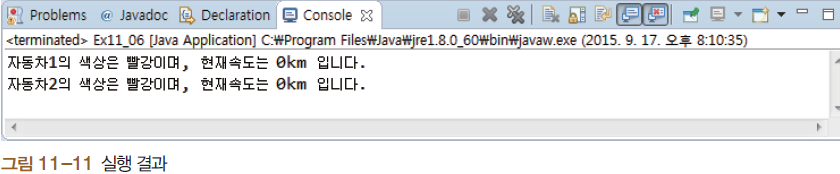 Problems @ Javadoc Declaration Console
<terminated> Ex11_06 [Java Application] C:₩Program Files₩Java₩jre1.8.0_60₩bin₩javaw.exe (2015. 9. 17. 오후 8:10:35)
자동차1의 색상은 빨강이며, 현재속도는 0km 입니다.
자동차2의 색상은 빨강이며, 현재속도는 0km 입니다.
그림 11-11 실행 결과